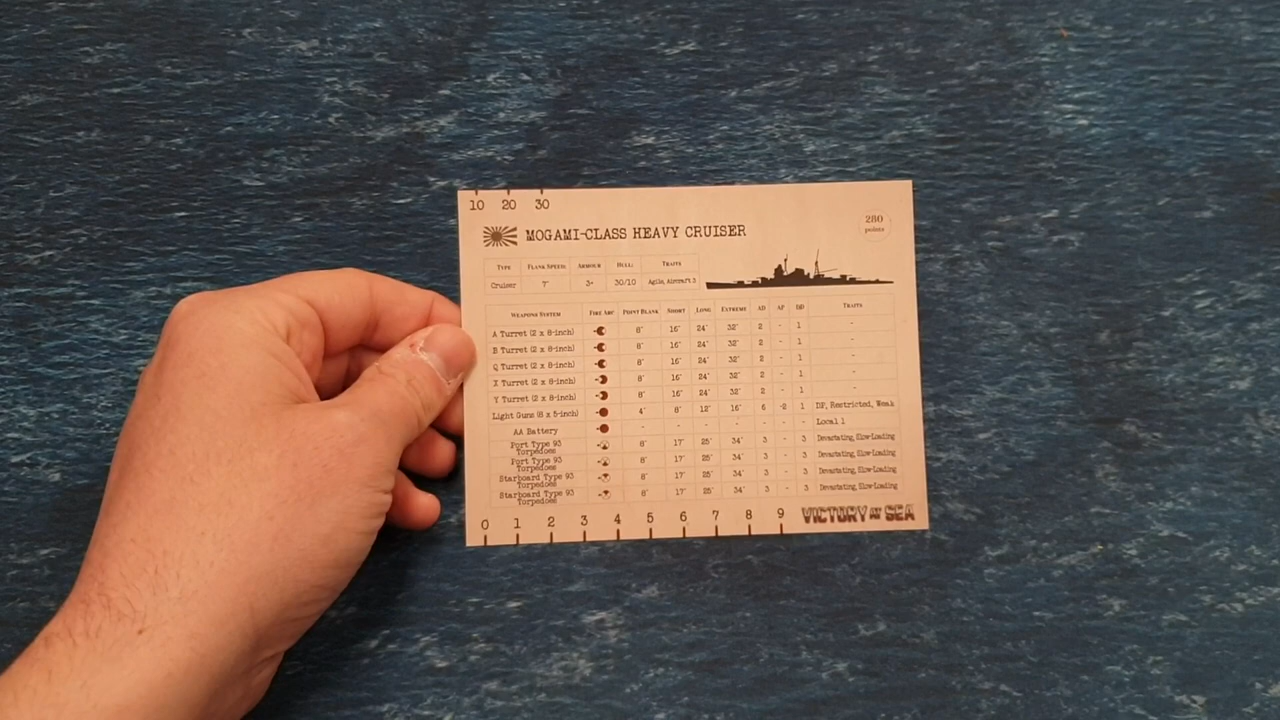 10 20 30
280 points
MOGAMI-CLASS HEAVY CRUISER
TYPE FLANK SPEED ARMOUR HULL TRAITS
Cruiser 7" 3+ 30/10 Agile, Aircraft 3
WEAPONS SYSTEM FIRE ARC POINT BLANK SHORT LONG EXTREME AD AP DD TRAITS
A Turret (2 x 8-inch) 8" 16" 24" 32" 2 - 1 -
B Turret (2 x 8-inch) 8" 16" 24" 32" 2 - 1 -
Q Turret (2 x 8-inch) 8" 16" 24" 32" 2 - 1 -
X Turret (2 x 8-inch) 8" 16" 24" 32" 2 - 1 -
Y Turret (2 x 8-inch) 8" 16" 24" 32" 2 - 1 -
Light Guns (8 x 5-inch) 4" 8" 12" 16" 6 -2 1 DP, Restricted, Weak
AA Battery - - - - - - - Local 1
Port Type 93 Torpedoes 8" 17" 25" 34" 3 - 3 Devastating, Slow-Loading
Port Type 93 Torpedoes 8" 17" 25" 34" 3 - 3 Devastating, Slow-Loading
Starboard Type 93 Torpedoes 8" 17" 25" 34" 3 - 3 Devastating, Slow-Loading
Starboard Type 93 Torpedoes 8" 17" 25" 34" 3 - 3 Devastating, Slow-Loading
0 1 2 3 4 5 6 7 8 9 VICTORY AT SEA